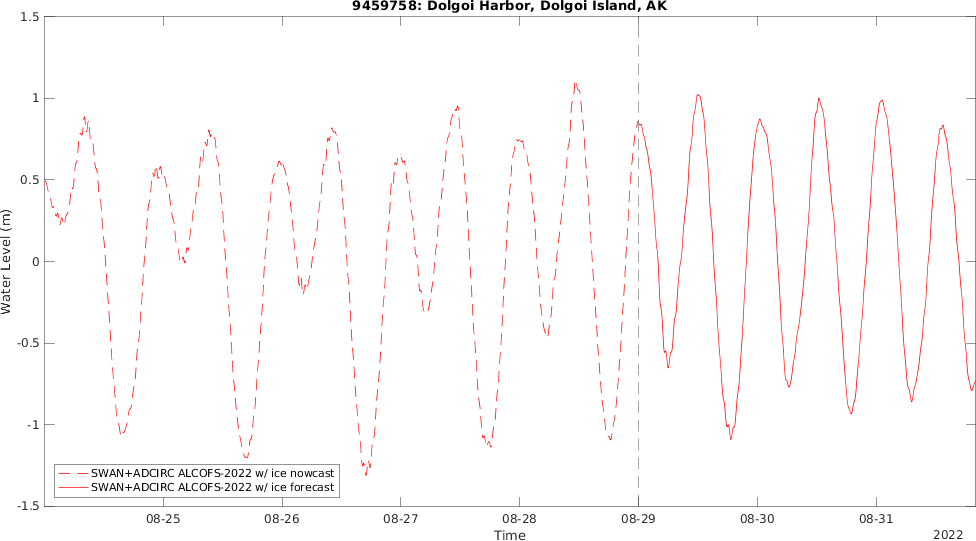 9459758: Dolgoi Harbor, Dolgoi Island, AK
1.5
1
0.5
0
-0.5
-1
-1.5
Water Level (m)
SWAN+ADCIRC ALCOFS-2022 w/ ice nowcast
SWAN+ADCIRC ALCOFS-2022 w/ ice forecast
08-25 08-26 08-27 08-28 08-29 08-30 08-31
Time
2022